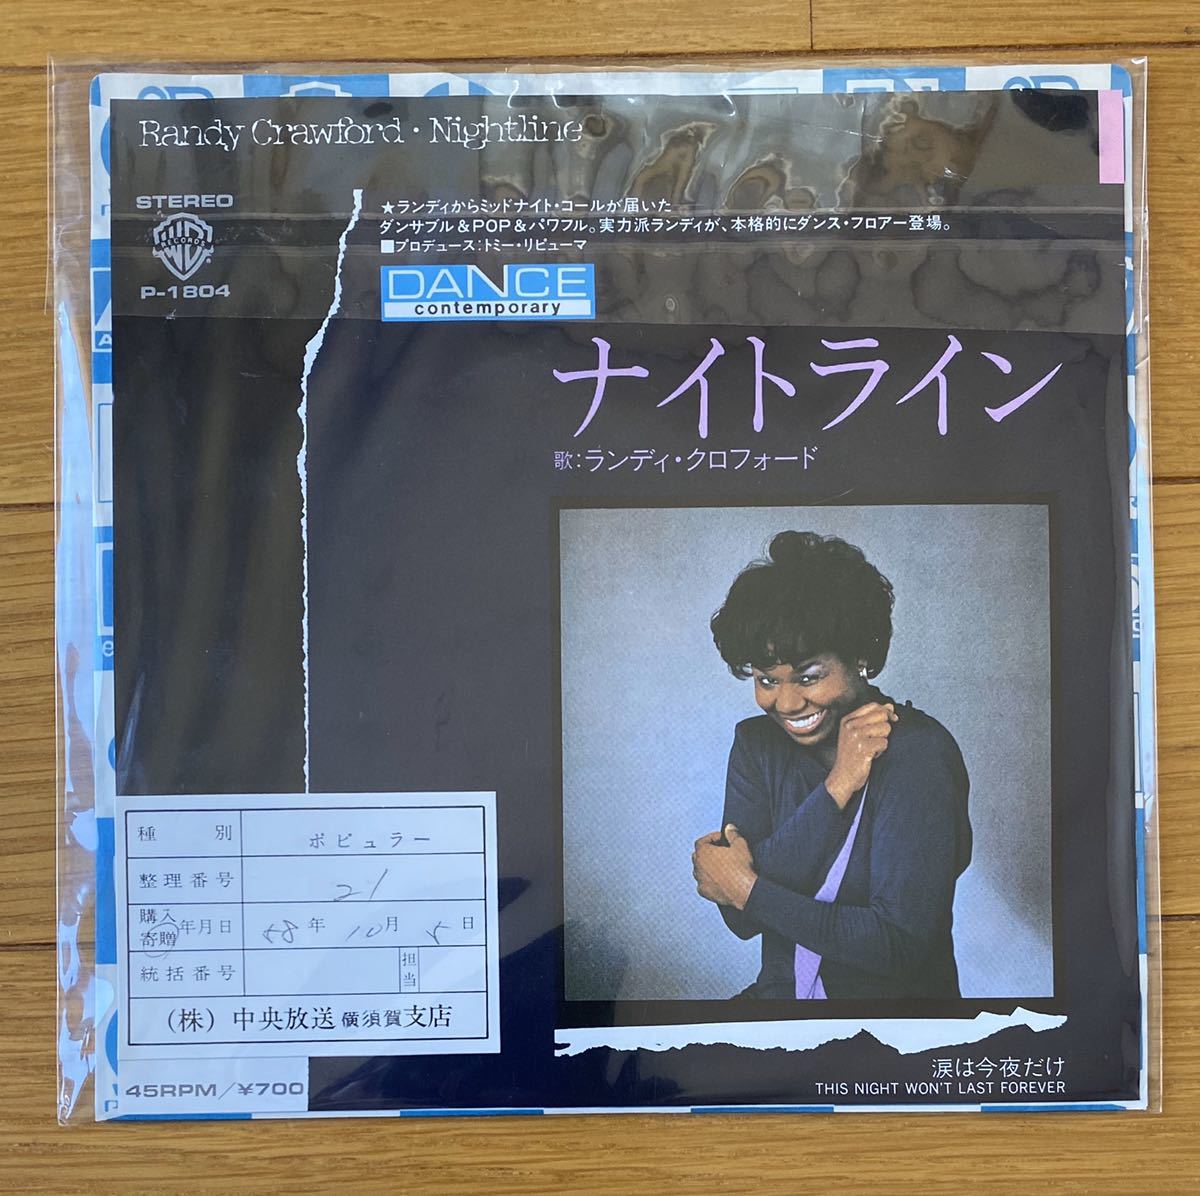 Randy Crawford・Nightline
STEREO
RECORDS
P-1804
★ランディからミッドナイト・コールが届いた
ダンサブル&POP&パワフル。実力派ランディが、本格的にダンス・フロアー登場。
■プロデュース:トミー・リピューマ
DANCE
contemporary
ナイトライン
歌:ランディ・クロフォード
種別 ポピュラー
整理番号 21
購入
寄贈 年月日 58年 10月 5日
統括番号 担当
(株) 中央放送 横須賀支店
45RPM/¥700
涙は今夜だけ
THIS NIGHT WON'T LAST FOREVER